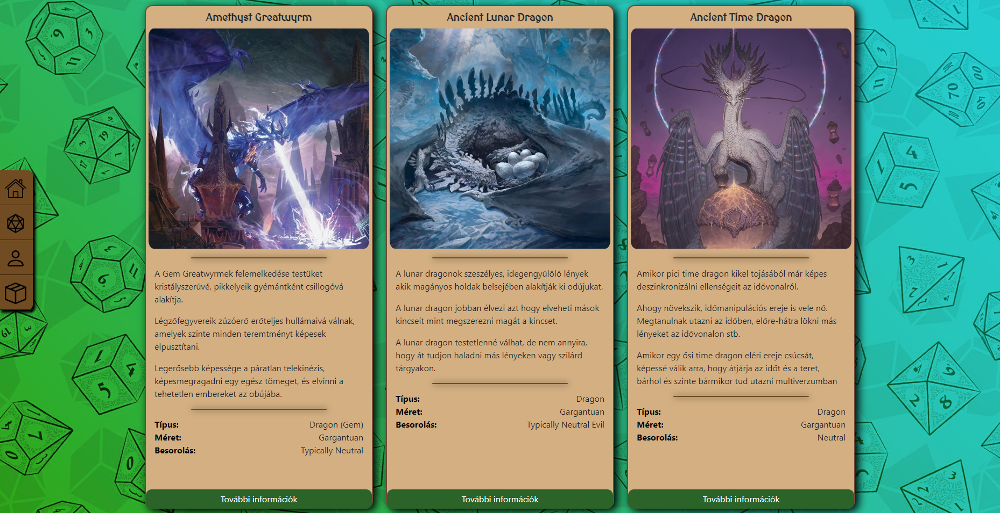 Amethyst Greatwyrm
A Gem Greatwyrmek felemelkedése testüket
kristályszerűvé, pikkelyeik gyémántként csillogóvá
alakítja.
Légzőfegyvereik zúzóerő erőteljes hullámaivá válnak,
amelyek szinte minden teremtményt képesek
elpusztítani.
Legerősebb képessége a páratlan telekinézis,
képesmegragadni egy egész tömeget, és elvinni a
tehetetlen embereket az obújába.
Típus: Dragon (Gem)
Méret: Gargantuan
Besorolás: Typically Neutral
További információk
Ancient Lunar Dragon
A lunar dragonok szeszélyes, idegengyűlölő lények
akik magányos holdak belsejében alakítják ki odújukat.
A lunar dragon jobban élvezi azt hogy elveheti mások
kincseit mint megszerezni magát a kincset.
A lunar dragon testetlenné válhat, de nem annyira,
hogy át tudjon haladni más lényeken vagy szilárd
tárgyakon.
Típus: Dragon
Méret: Gargantuan
Besorolás: Typically Neutral Evil
További információk
Ancient Time Dragon
Amikor pici time dragon kikel tojásából már képes
deszinkronizálni ellenségeit az idővonalról.
Ahogy növekszik, időmanipulációs ereje is vele nő.
Megtanulnak utazni az időben, előre-hátra lökni más
lényeket az idővonalon stb.
Amikor egy ősi time dragon eléri ereje csúcsát,
képessé válik arra, hogy átjárja az időt és a teret,
bárhol és szinte bármikor tud utazni multiverzumban
Típus: Dragon
Méret: Gargantuan
Besorolás: Neutral
További információk